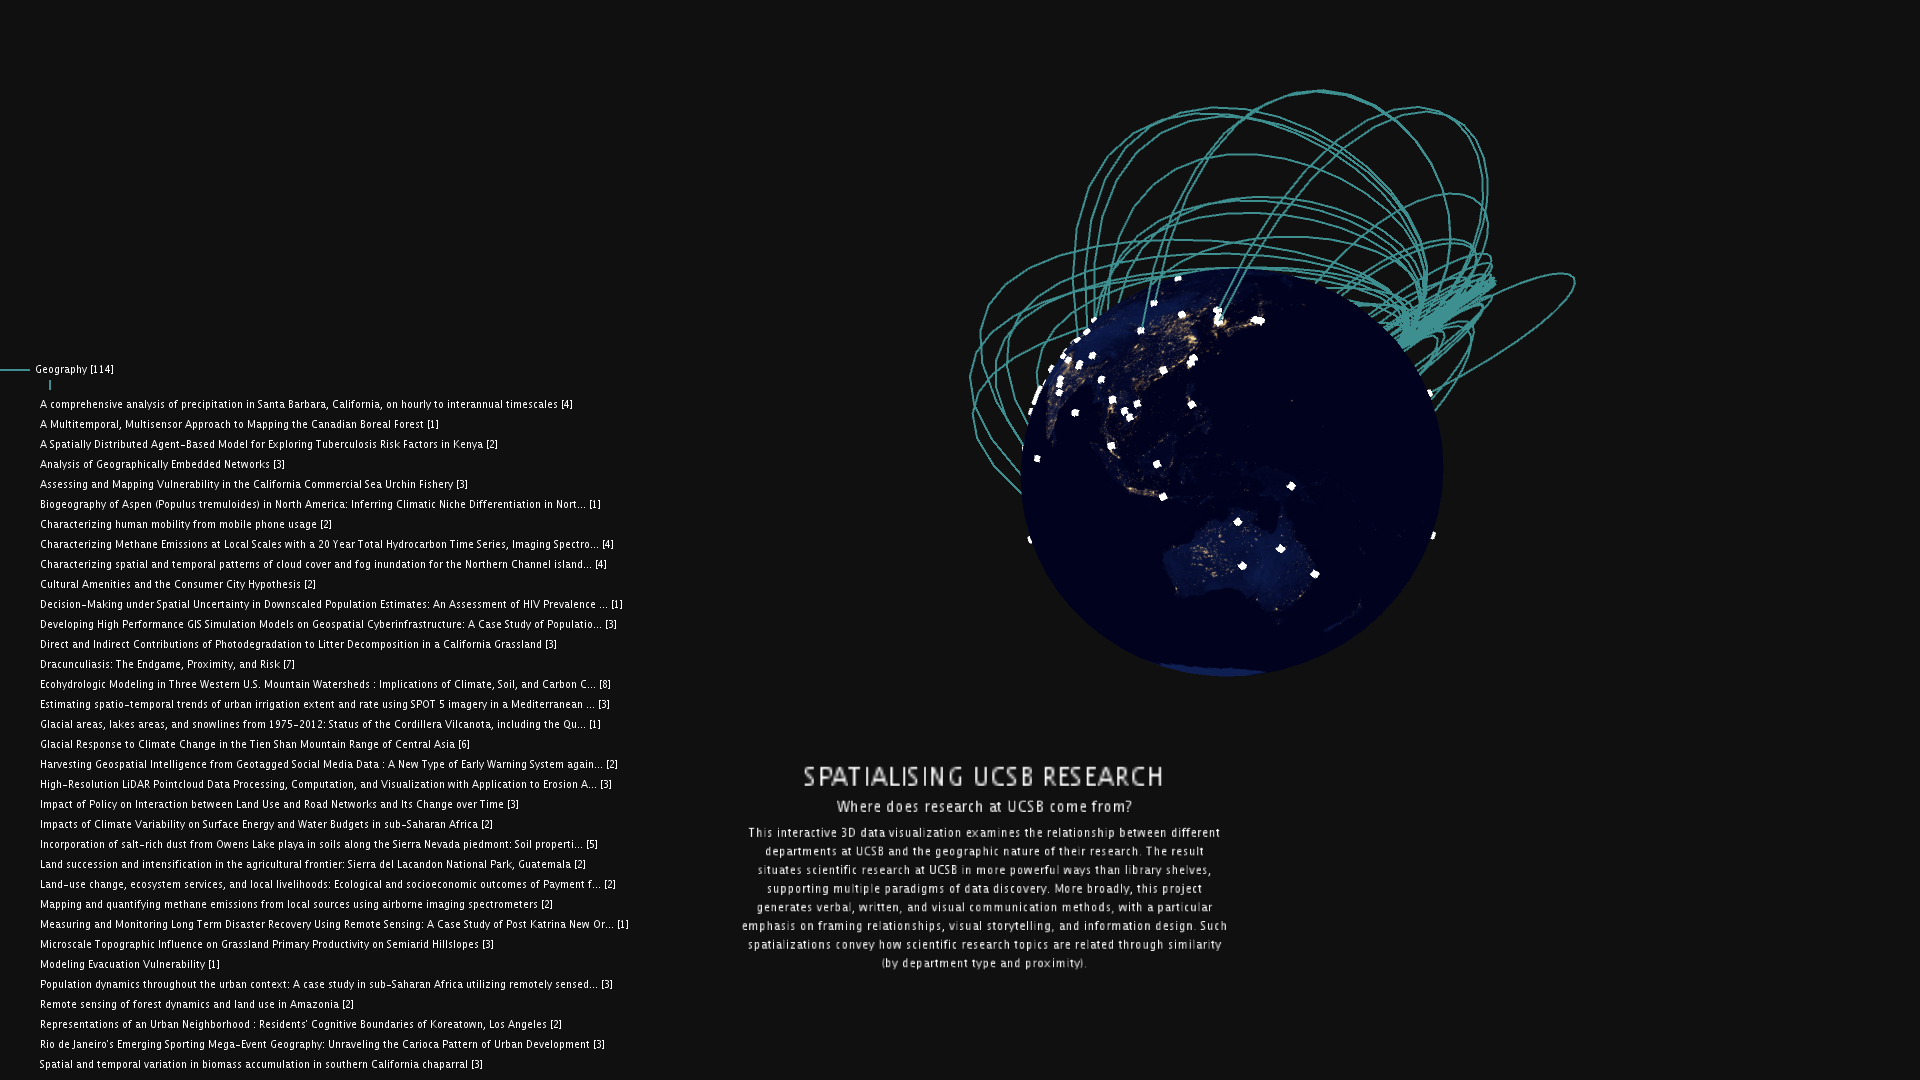 Geography [114]
A comprehensive analysis of precipitation in Santa Barbara, California, on hourly to interannual timescales [4]
A Multitemporal, Multisensor Approach to Mapping the Canadian Boreal Forest [1]
A Spatially Distributed Agent-Based Model for Exploring Tuberculosis Risk Factors in Kenya [2]
Analysis of Geographically Embedded Networks [3]
Assessing and Mapping Vulnerability in the California Commercial Sea Urchin Fishery [3]
Biogeography of Aspen (Populus tremuloides) in North America: Inferring Climatic Niche Differentiation in Nort... [1]
Characterizing human mobility from mobile phone usage [2]
Characterizing Methane Emissions at Local Scales with a 20 Year Total Hydrocarbon Time Series, Imaging Spectro... [4]
Characterizing spatial and temporal patterns of cloud cover and fog inundation for the Northern Channel island... [4]
Cultural Amenities and the Consumer City Hypothesis [2]
Decision-Making under Spatial Uncertainty in Downscaled Population Estimates: An Assessment of HIV Prevalence ... [1]
Developing High Performance GIS Simulation Models on Geospatial Cyberinfrastructure: A Case Study of Populatio... [3]
Direct and Indirect Contributions of Photodegradation to Litter Decomposition in a California Grassland [3]
Dracunculiasis: The Endgame, Proximity, and Risk [7]
Ecohydrologic Modeling in Three Western U.S. Mountain Watersheds : Implications of Climate, Soil, and Carbon C... [8]
Estimating spatio-temporal trends of urban irrigation extent and rate using SPOT 5 imagery in a Mediterranean ... [3]
Glacial areas, lakes areas, and snowlines from 1975-2012: Status of the Cordillera Vilcanota, including the Qu... [1]
Glacial Response to Climate Change in the Tien Shan Mountain Range of Central Asia [6]
Harvesting Geospatial Intelligence from Geotagged Social Media Data : A New Type of Early Warning System again... [2]
High-Resolution LiDAR Pointcloud Data Processing, Computation, and Visualization with Application to Erosion A... [3]
Impact of Policy on Interaction between Land Use and Road Networks and Its Change over Time [3]
Impacts of Climate Variability on Surface Energy and Water Budgets in sub-Saharan Africa [2]
Incorporation of salt-rich dust from Owens Lake playa in soils along the Sierra Nevada piedmont: Soil properti... [5]
Land succession and intensification in the agricultural frontier: Sierra del Lacandon National Park, Guatemala [2]
Land-use change, ecosystem services, and local livelihoods: Ecological and socioeconomic outcomes of Payment f... [2]
Mapping and quantifying methane emissions from local sources using airborne imaging spectrometers [2]
Measuring and Monitoring Long Term Disaster Recovery Using Remote Sensing: A Case Study of Post Katrina New Or... [1]
Microscale Topographic Influence on Grassland Primary Productivity on Semiarid Hillslopes [3]
Modeling Evacuation Vulnerability [1]
Population dynamics throughout the urban context: A case study in sub-Saharan Africa utilizing remotely sensed... [3]
Remote sensing of forest dynamics and land use in Amazonia [2]
Representations of an Urban Neighborhood : Residents' Cognitive Boundaries of Koreatown, Los Angeles [2]
Rio de Janeiro's Emerging Sporting Mega-Event Geography: Unraveling the Carioca Pattern of Urban Development [3]
Spatial and temporal variation in biomass accumulation in southern California chaparral [3]
SPATIALISING UCSB RESEARCH
Where does research at UCSB come from?
This interactive 3D data visualization examines the relationship between different
departments at UCSB and the geographic nature of their research. The result
situates scientific research at UCSB in more powerful ways than library shelves,
supporting multiple paradigms of data discovery. More broadly, this project
generates verbal, written, and visual communication methods, with a particular
emphasis on framing relationships, visual storytelling, and information design. Such
spatializations convey how scientific research topics are related through similarity
(by department type and proximity).